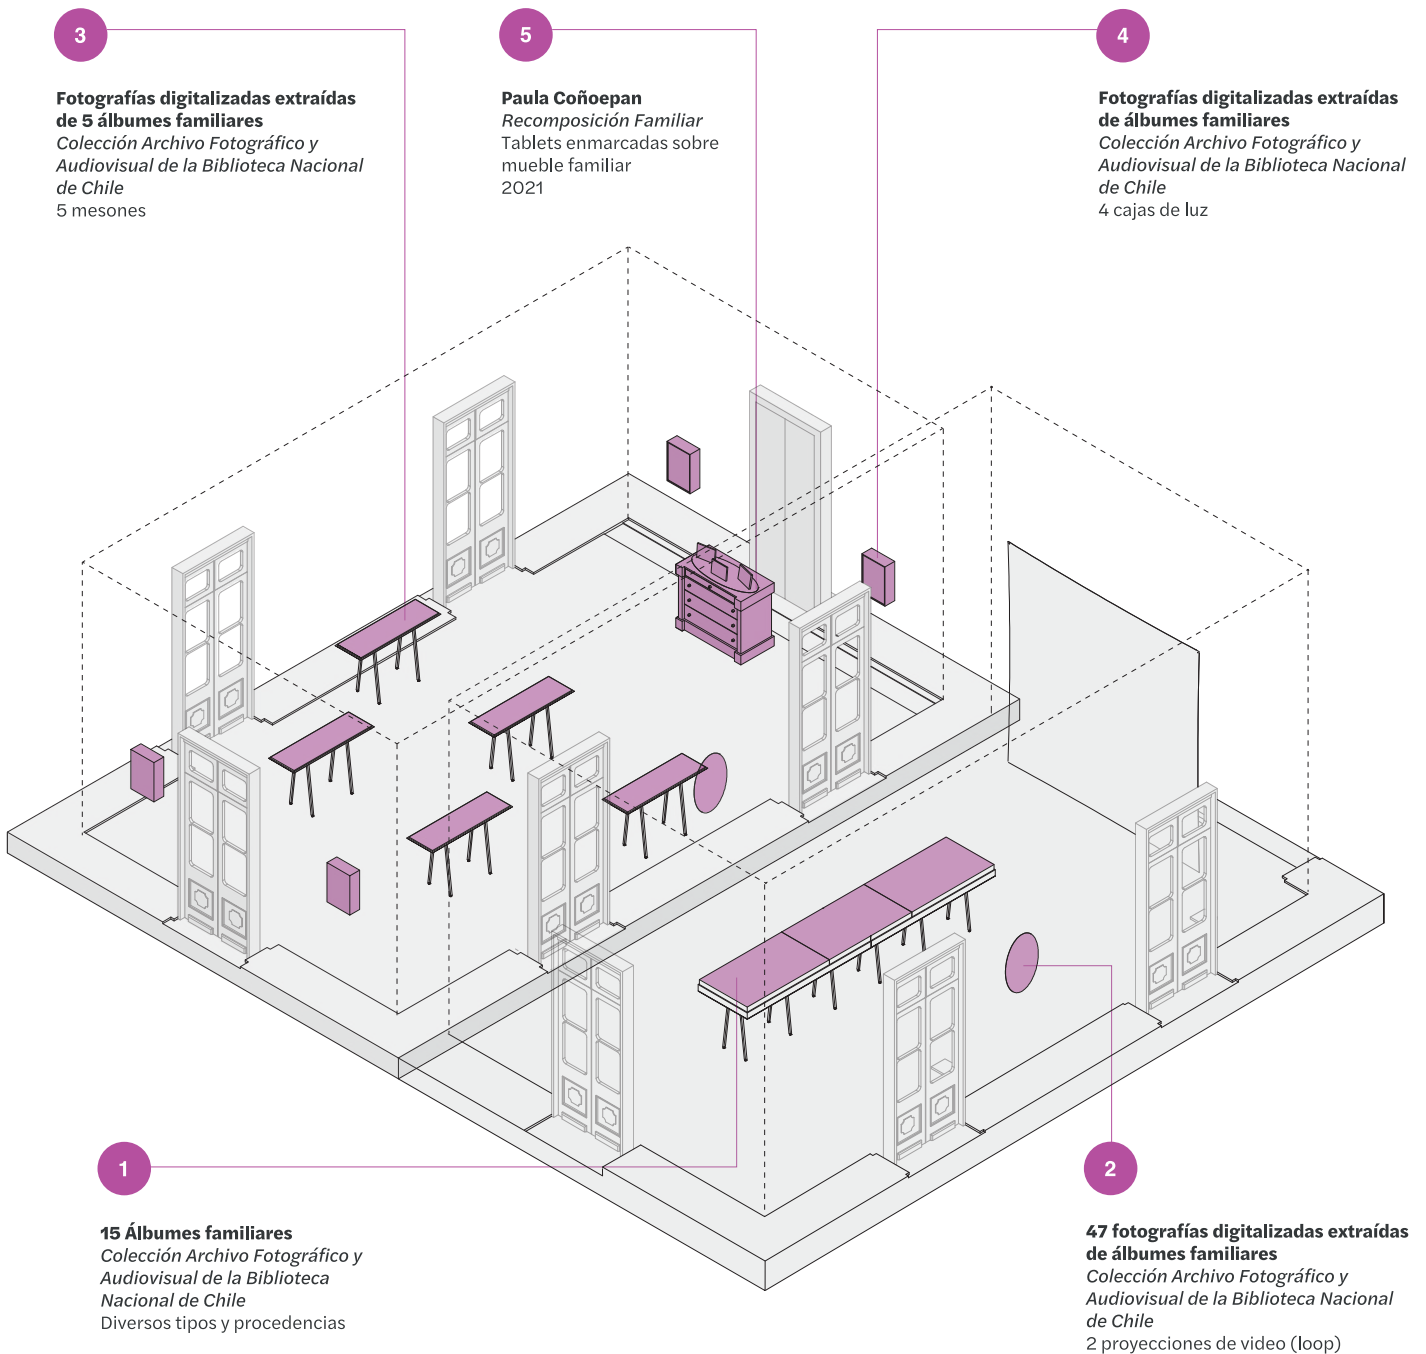 3
Fotografías digitalizadas extraídas
de 5 álbumes familiares
Colección Archivo Fotográfico y
Audiovisual de la Biblioteca Nacional
de Chile
5 mesones
5
Paula Coñoepan
Recomposición Familiar
Tablets enmarcadas sobre
mueble familiar
2021
4
Fotografías digitalizadas extraídas
de álbumes familiares
Colección Archivo Fotográfico y
Audiovisual de la Biblioteca Nacional
de Chile
4 cajas de luz
1
15 Álbumes familiares
Colección Archivo Fotográfico y
Audiovisual de la Biblioteca
Nacional de Chile
Diversos tipos y procedencias
2
47 fotografías digitalizadas extraídas
de álbumes familiares
Colección Archivo Fotográfico y
Audiovisual de la Biblioteca Nacional
de Chile
2 proyecciones de video (loop)